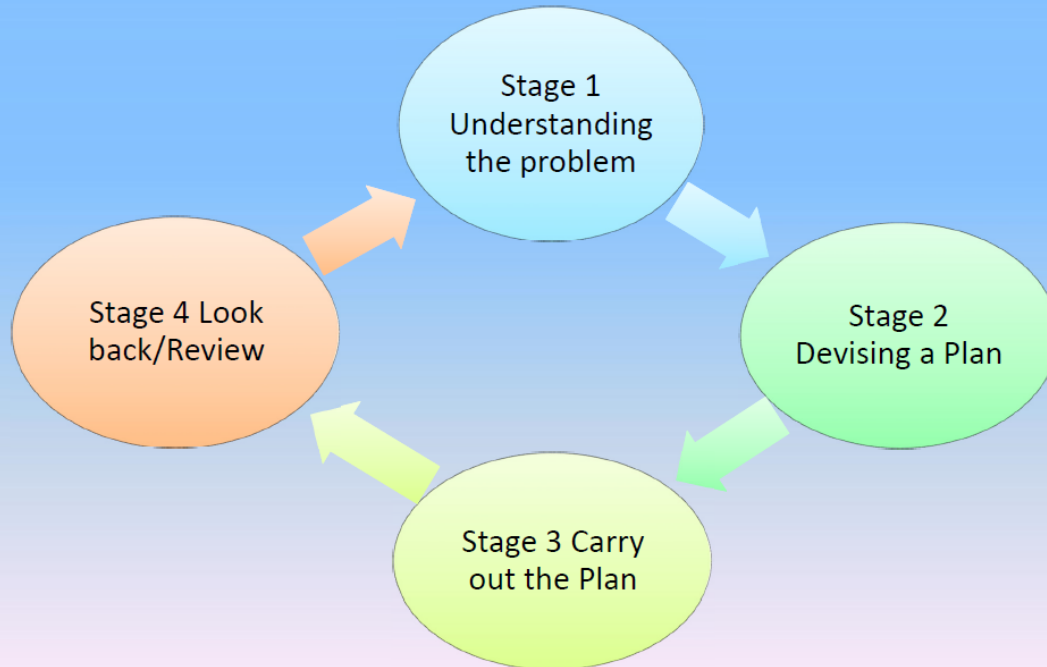 Stage 1
Understanding
the problem
Stage 2
Devising a Plan
Stage 3 Carry
out the Plan
Stage 4 Look
back/Review